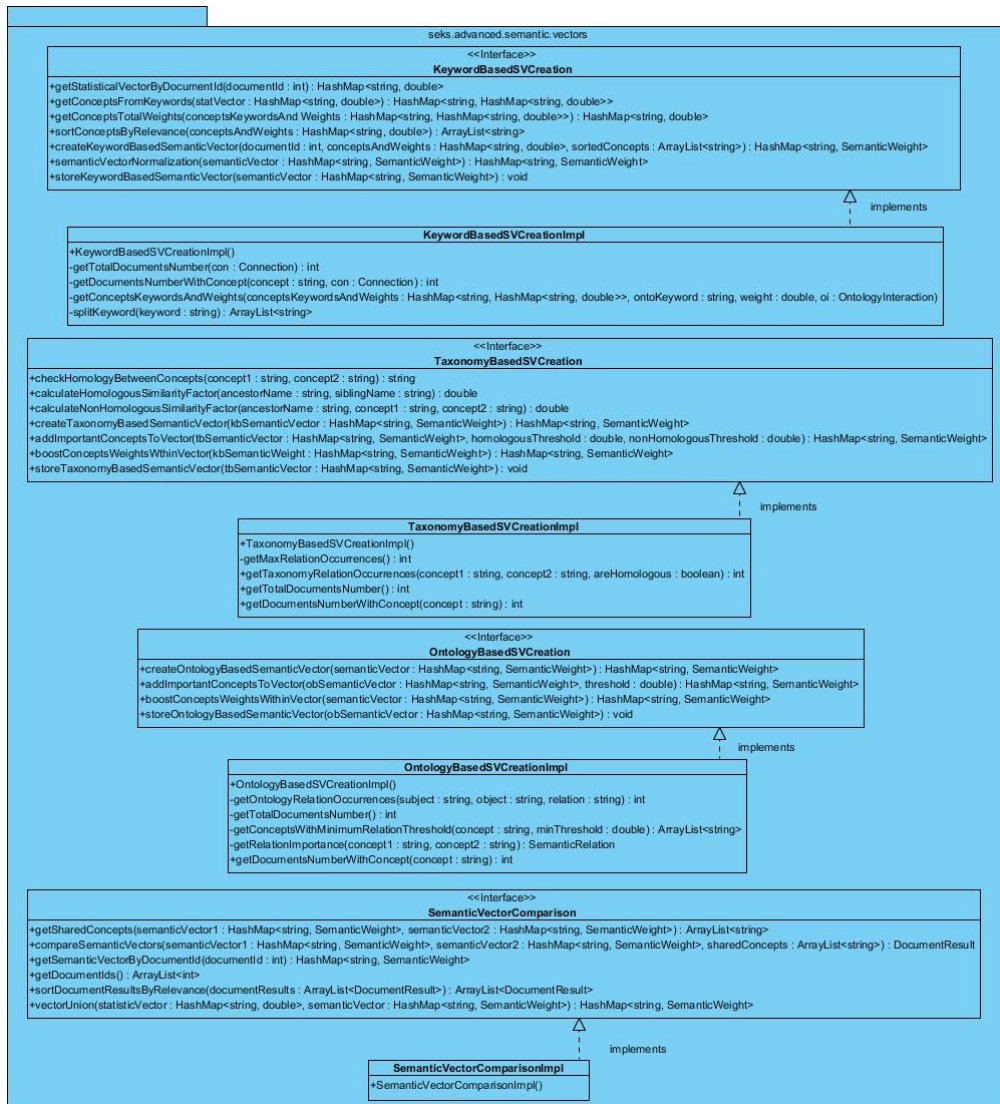 seks.advanced.semantic.vectors
<<Interface>>
KeywordBasedSVCreation
+getStatisticalVectorByDocumentId(documentId : int) : HashMap<string, double>
+getConceptsFromKeywords(statVector : HashMap<string, double>) : HashMap<string, HashMap<string, double>>
+getConceptsTotalWeights(conceptsKeywordsAnd Weights : HashMap<string, HashMap<string, double>>) : HashMap<string, double>
+sortConceptsByRelevance(conceptsAndWeights : HashMap<string, double>) : ArrayList<string>
+createKeywordBasedSemanticVector(documentId : int, conceptsAndWeights : HashMap<string, double>, sortedConcepts : ArrayList<string>) : HashMap<string, SemanticWeight>
+semanticVectorNormalization(semanticVector : HashMap<string, SemanticWeight>) : HashMap<string, SemanticWeight>
+storeKeywordBasedSemanticVector(semanticVector : HashMap<string, SemanticWeight>) : void
implements
KeywordBasedSVCreationImpl
+KeywordBasedSVCreationImpl()
-getTotalDocumentsNumber(con : Connection) : int
-getDocumentsNumberWithConcept(concept : string, con : Connection) : int
-getConceptsKeywordsAndWeights(conceptsKeywordsAndWeights : HashMap<string, HashMap<string, double>>, ontoKeyword : string, weight : double, oi : OntologyInteraction)
-splitKeyword(keyword : string) : ArrayList<string>
<<Interface>>
TaxonomyBasedSVCreation
+checkHomologyBetweenConcepts(concept1 : string, concept2 : string) : string
+calculateHomologousSimilarityFactor(ancestorName : string, siblingName : string) : double
+calculateNonHomologousSimilarityFactor(ancestorName : string, concept1 : string, concept2 : string) : double
+createTaxonomyBasedSemanticVector(kbSemanticVector : HashMap<string, SemanticWeight>) : HashMap<string, SemanticWeight>
+addImportantConceptsToVector(tbSemanticVector : HashMap<string, SemanticWeight>, homologousThreshold : double, nonHomologousThreshold : double) : HashMap<string, SemanticWeight>
+boostConceptsWeightsWthinVector(kbSemanticWeight : HashMap<string, SemanticWeight>) : HashMap<string, SemanticWeight>
+storeTaxonomyBasedSemanticVector(tbSemanticVector : HashMap<string, SemanticWeight>) : void
implements
TaxonomyBasedSVCreationImpl
+TaxonomyBasedSVCreationImpl()
-getMaxRelationOccurrences() : int
+getTaxonomyRelationOccurrences(concept1 : string, concept2 : string, areHomologous : boolean) : int
+getTotalDocumentsNumber() : int
+getDocumentsNumberWithConcept(concept : string) : int
<<Interface>>
OntologyBasedSVCreation
+createOntologyBasedSemanticVector(semanticVector : HashMap<string, SemanticWeight>) : HashMap<string, SemanticWeight>
+addImportantConceptsToVector(obSemanticVector : HashMap<string, SemanticWeight>, threshold : double) : HashMap<string, SemanticWeight>
+boostConceptsWeightsWithinVector(semanticVector : HashMap<string, SemanticWeight>) : HashMap<string, SemanticWeight>
+storeOntologyBasedSemanticVector(obSemanticVector : HashMap<string, SemanticWeight>) : void
implements
OntologyBasedSVCreationImpl
+OntologyBasedSVCreationImpl()
-getOntologyRelationOccurrences(subject : string, object : string, relation : string) : int
-getTotalDocumentsNumber() : int
-getConceptsWithMinimumRelationThreshold(concept : string, minThreshold : double) : ArrayList<string>
-getRelationImportance(concept1 : string, concept2 : string) : SemanticRelation
+getDocumentsNumberWithConcept(concept : string) : int
<<Interface>>
SemanticVectorComparison
+getSharedConcepts(semanticVector1 : HashMap<string, SemanticWeight>, semanticVector2 : HashMap<string, SemanticWeight>) : ArrayList<string>
+compareSemanticVectors(semanticVector1 : HashMap<string, SemanticWeight>, semanticVector2 : HashMap<string, SemanticWeight>, sharedConcepts : ArrayList<string>) : DocumentResult
+getSemanticVectorByDocumentId(documentId : int) : HashMap<string, SemanticWeight>
+getDocumentIds() : ArrayList<int>
+sortDocumentResultsByRelevance(documentResults : ArrayList<DocumentResult>) : ArrayList<DocumentResult>
+vectorUnion(statisticVector : HashMap<string, double>, semanticVector : HashMap<string, SemanticWeight>) : HashMap<string, SemanticWeight>
implements
SemanticVectorComparisonImpl
+SemanticVectorComparisonImpl()